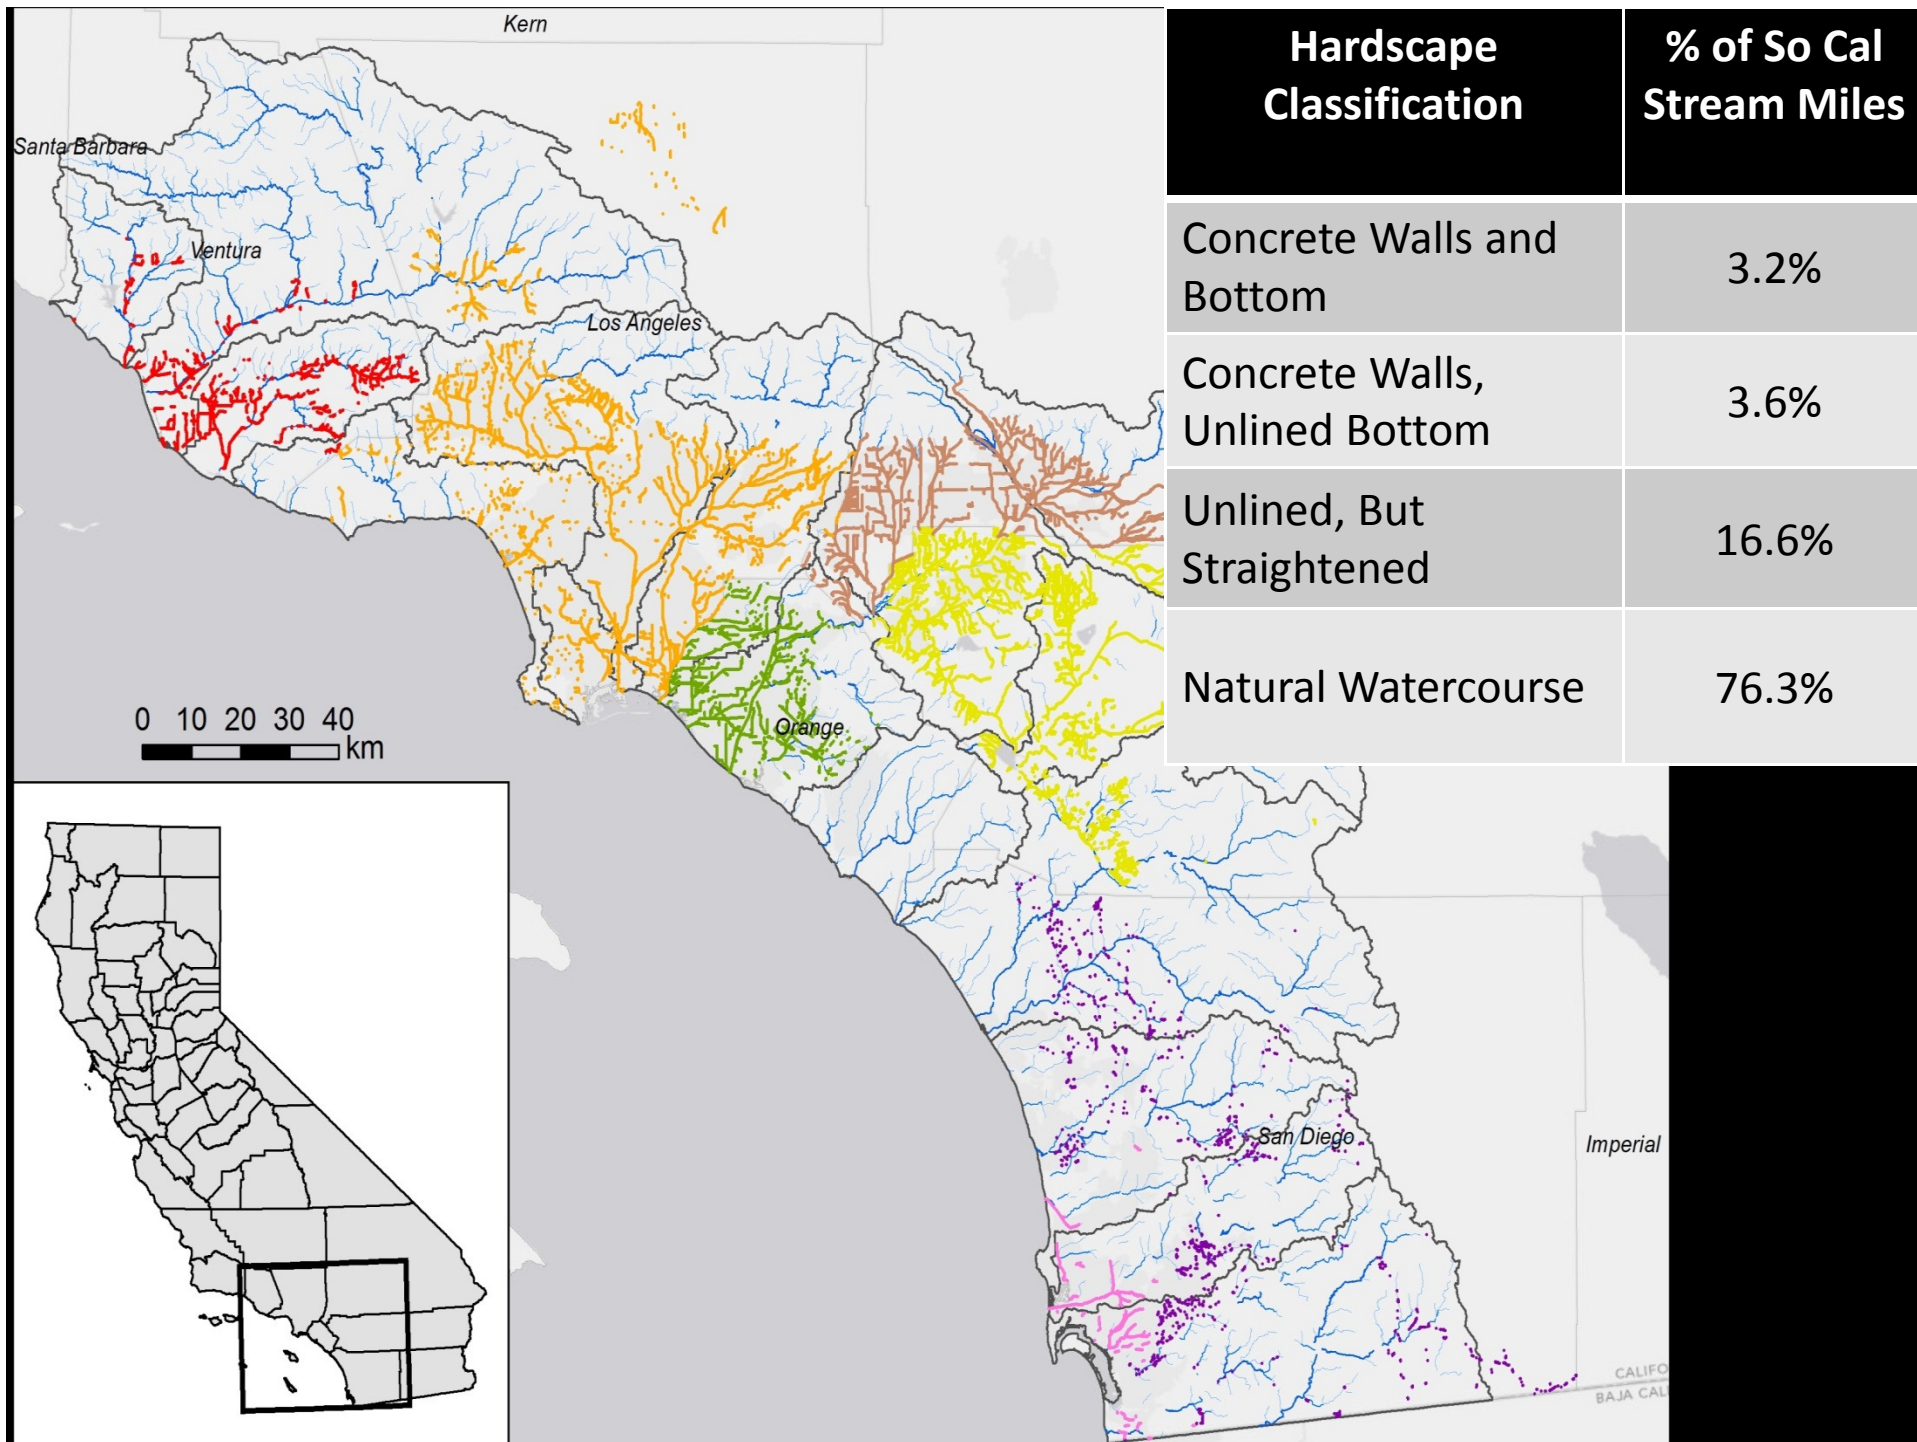 Kern
Santa Barbara
Ventura
Los Angeles
Orange
San Diego
Imperial
CALIFO
BAJA CALI
0 10 20 30 40
km
Hardscape
Classification
% of So Cal
Stream Miles
Concrete Walls and
Bottom
3.2%
Concrete Walls,
Unlined Bottom
3.6%
Unlined, But
Straightened
16.6%
Natural Watercourse
76.3%